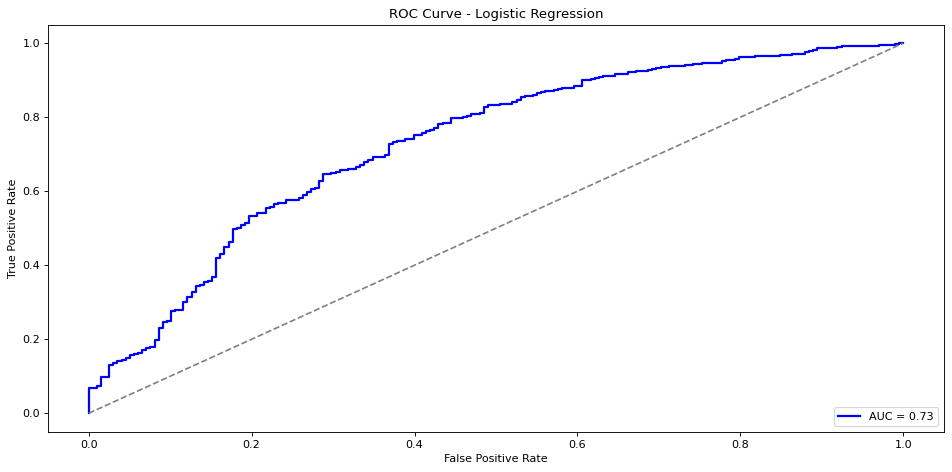 ROC Curve - Logistic Regression
True Positive Rate
1.0
0.8
0.6
0.4
0.2
0.0
0.0 0.2 0.4 0.6 0.8 1.0
False Positive Rate
AUC = 0.73